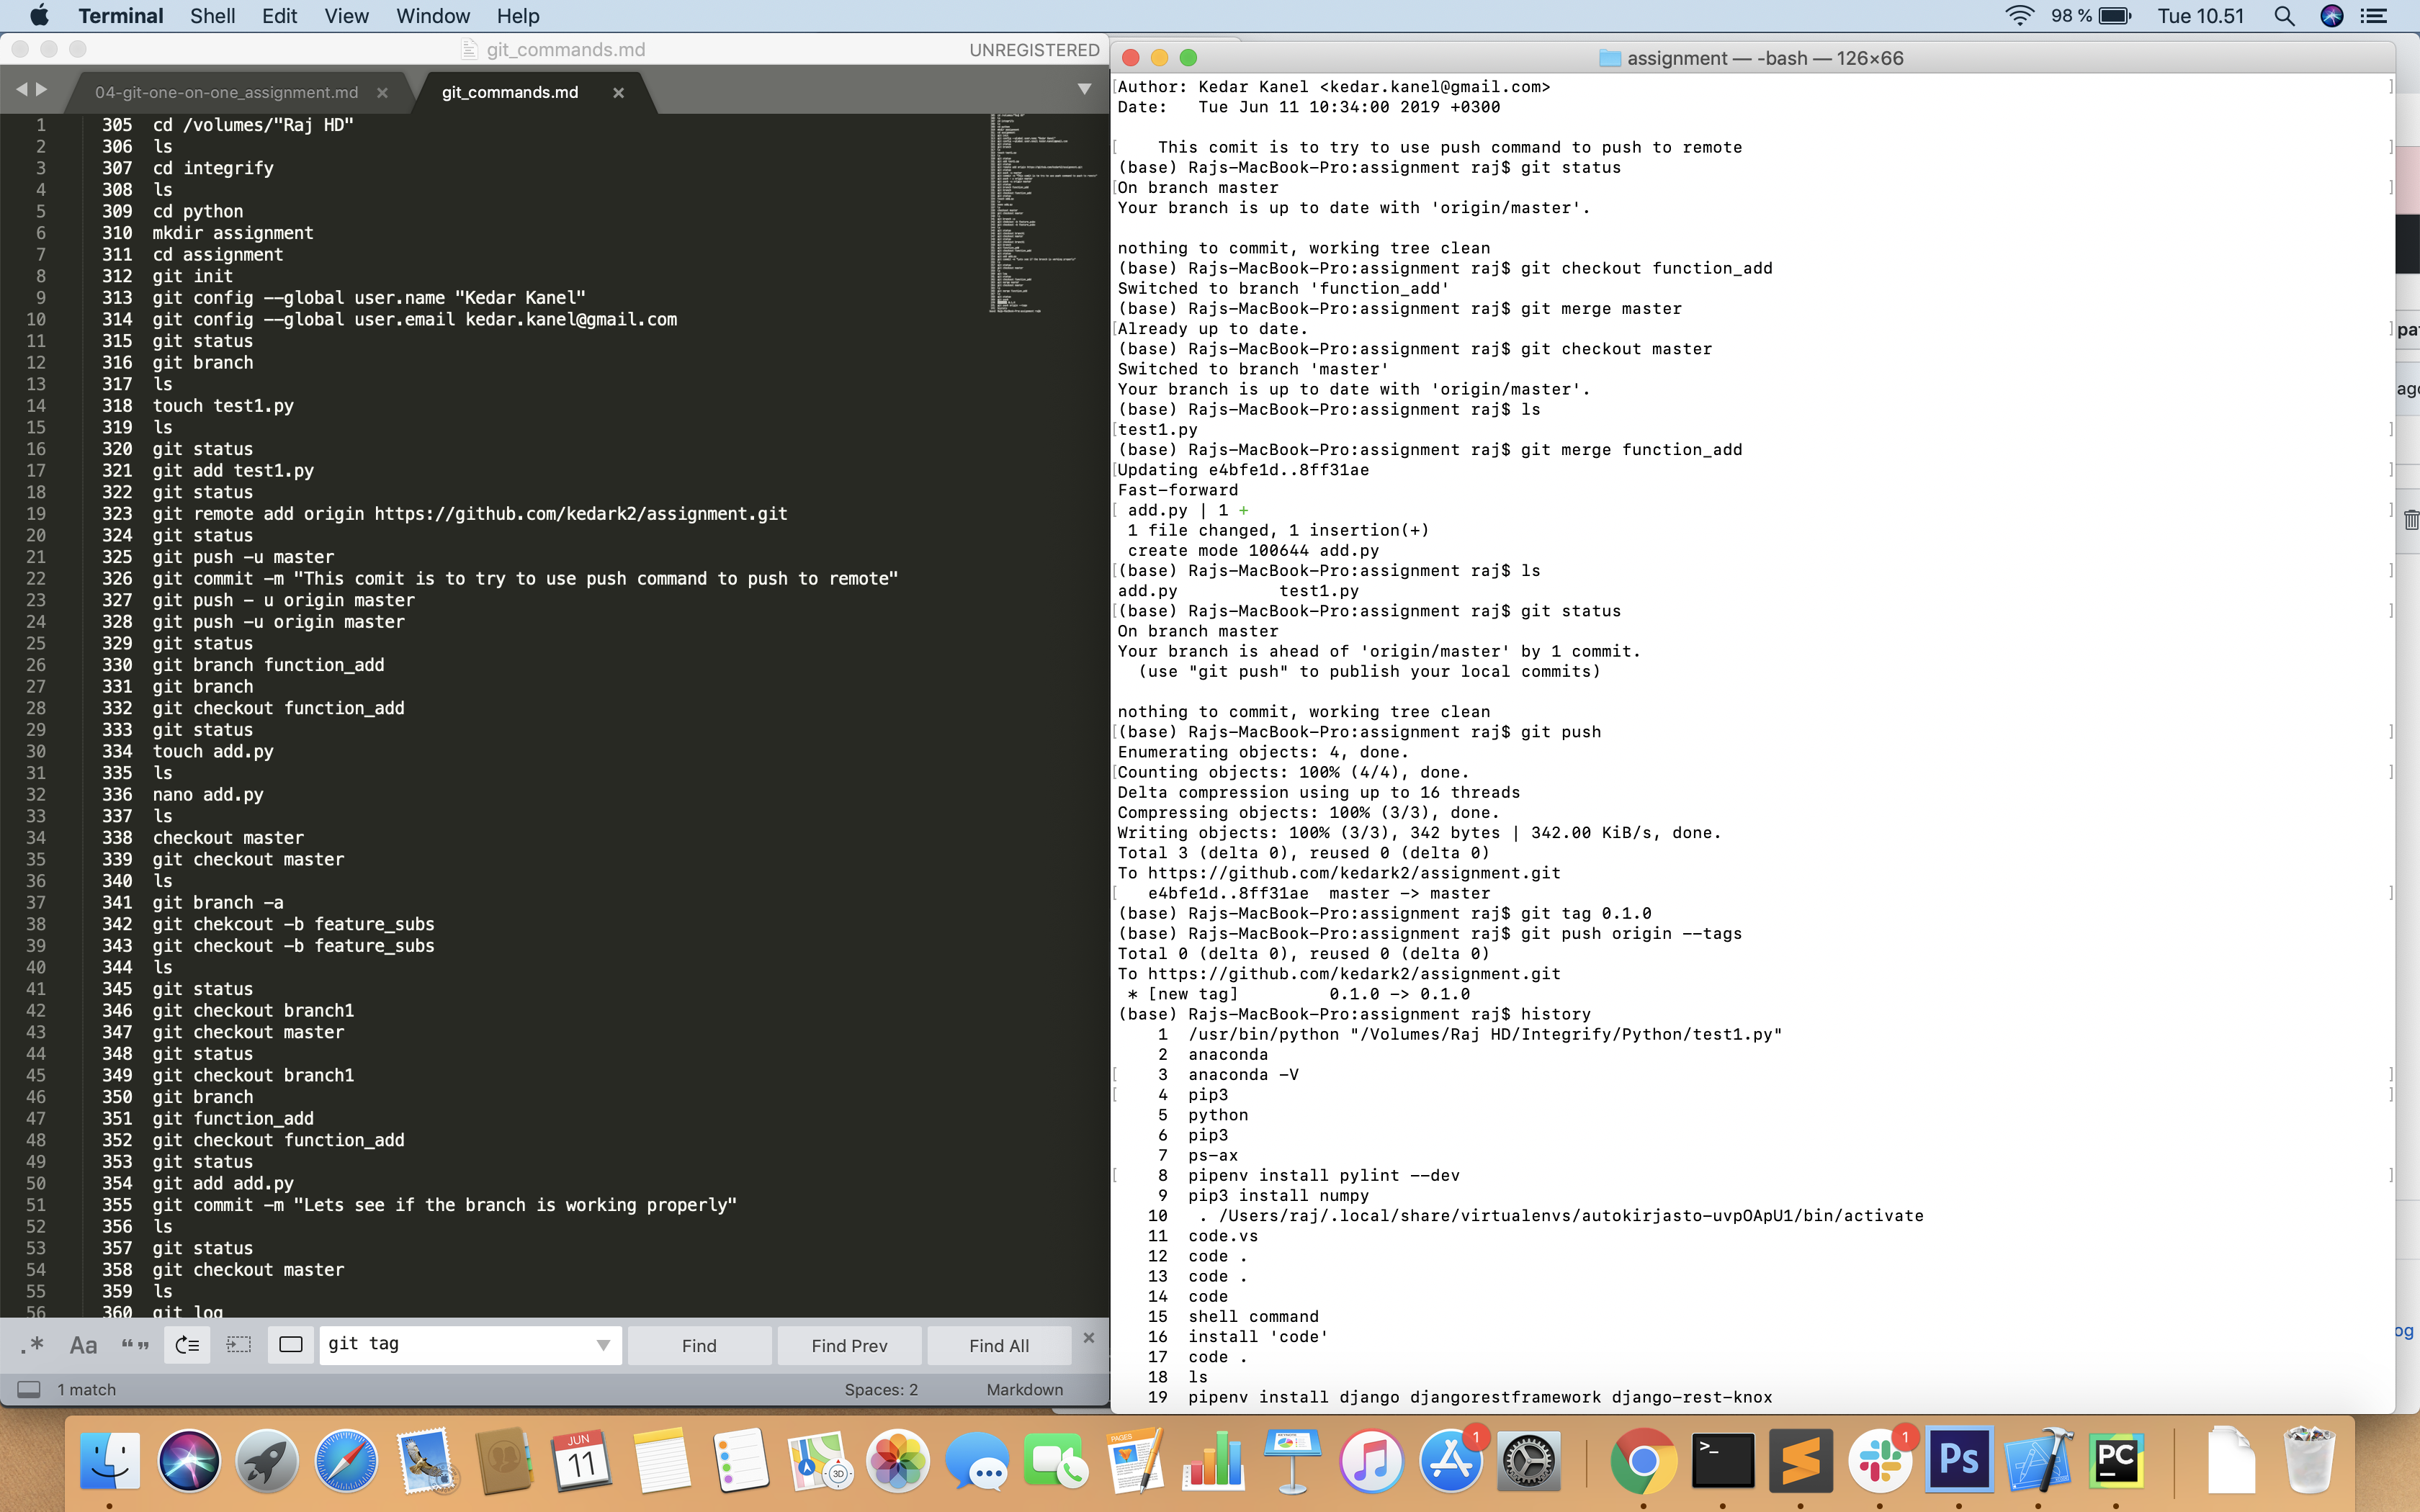 Terminal Shell Edit View Window Help 98 % Tue 10.51
git_commands.md UNREGISTERED
04-git-one-on-one_assignment.md × git_commands.md ×
1 305 cd /volumes/"Raj HD"
2 306 ls
3 307 cd integrify
4 308 ls
5 309 cd python
6 310 mkdir assignment
7 311 cd assignment
8 312 git init
9 313 git config --global user.name "Kedar Kanel"
10 314 git config --global user.email kedar.kanel@gmail.com
11 315 git status
12 316 git branch
13 317 ls
14 318 touch test1.py
15 319 ls
16 320 git status
17 321 git add test1.py
18 322 git status
19 323 git remote add origin https://github.com/kedark2/assignment.git
20 324 git status
21 325 git push -u master
22 326 git commit -m "This comit is to try to use push command to push to remote"
23 327 git push - u origin master
24 328 git push -u origin master
25 329 git status
26 330 git branch function_add
27 331 git branch
28 332 git checkout function_add
29 333 git status
30 334 touch add.py
31 335 ls
32 336 nano add.py
33 337 ls
34 338 checkout master
35 339 git checkout master
36 340 ls
37 341 git branch -a
38 342 git chekcout -b feature_subs
39 343 git checkout -b feature_subs
40 344 ls
41 345 git status
42 346 git checkout branch1
43 347 git checkout master
44 348 git status
45 349 git checkout branch1
46 350 git branch
47 351 git function_add
48 352 git checkout function_add
49 353 git status
50 354 git add add.py
51 355 git commit -m "Lets see if the branch is working properly"
52 356 ls
53 357 git status
54 358 git checkout master
55 359 ls
56 360 git log
.* Aa “” git tag Find Find Prev Find All ×
1 match Spaces: 2 Markdown
assignment — -bash — 126×66
[Author: Kedar Kanel <kedar.kanel@gmail.com> ]
Date: Tue Jun 11 10:34:00 2019 +0300
[ This comit is to try to use push command to push to remote ]
(base) Rajs-MacBook-Pro:assignment raj$ git status
[On branch master ]
Your branch is up to date with 'origin/master'.
nothing to commit, working tree clean
(base) Rajs-MacBook-Pro:assignment raj$ git checkout function_add
Switched to branch 'function_add'
(base) Rajs-MacBook-Pro:assignment raj$ git merge master
[Already up to date. ]
(base) Rajs-MacBook-Pro:assignment raj$ git checkout master
Switched to branch 'master'
Your branch is up to date with 'origin/master'.
(base) Rajs-MacBook-Pro:assignment raj$ ls
[test1.py ]
(base) Rajs-MacBook-Pro:assignment raj$ git merge function_add
[Updating e4bfe1d..8ff31ae ]
Fast-forward
[ add.py | 1 + ]
1 file changed, 1 insertion(+)
create mode 100644 add.py
[(base) Rajs-MacBook-Pro:assignment raj$ ls ]
add.py test1.py
[(base) Rajs-MacBook-Pro:assignment raj$ git status ]
On branch master
Your branch is ahead of 'origin/master' by 1 commit.
(use "git push" to publish your local commits)
nothing to commit, working tree clean
[(base) Rajs-MacBook-Pro:assignment raj$ git push ]
Enumerating objects: 4, done.
[Counting objects: 100% (4/4), done. ]
Delta compression using up to 16 threads
Compressing objects: 100% (3/3), done.
Writing objects: 100% (3/3), 342 bytes | 342.00 KiB/s, done.
Total 3 (delta 0), reused 0 (delta 0)
To https://github.com/kedark2/assignment.git
[ e4bfe1d..8ff31ae master -> master ]
(base) Rajs-MacBook-Pro:assignment raj$ git tag 0.1.0
(base) Rajs-MacBook-Pro:assignment raj$ git push origin --tags
Total 0 (delta 0), reused 0 (delta 0)
To https://github.com/kedark2/assignment.git
* [new tag] 0.1.0 -> 0.1.0
(base) Rajs-MacBook-Pro:assignment raj$ history
1 /usr/bin/python "/Volumes/Raj HD/Integrify/Python/test1.py"
2 anaconda
[ 3 anaconda -V ]
[ 4 pip3 ]
5 python
6 pip3
7 ps-ax
[ 8 pipenv install pylint --dev ]
9 pip3 install numpy
10 . /Users/raj/.local/share/virtualenvs/autokirjasto-uvpOApU1/bin/activate
11 code.vs
12 code .
13 code .
14 code
15 shell command
16 install 'code'
17 code .
18 ls
19 pipenv install django djangorestframework django-rest-knox
JUN
11
3D
PAGES
1
>_
1
Ps
PC